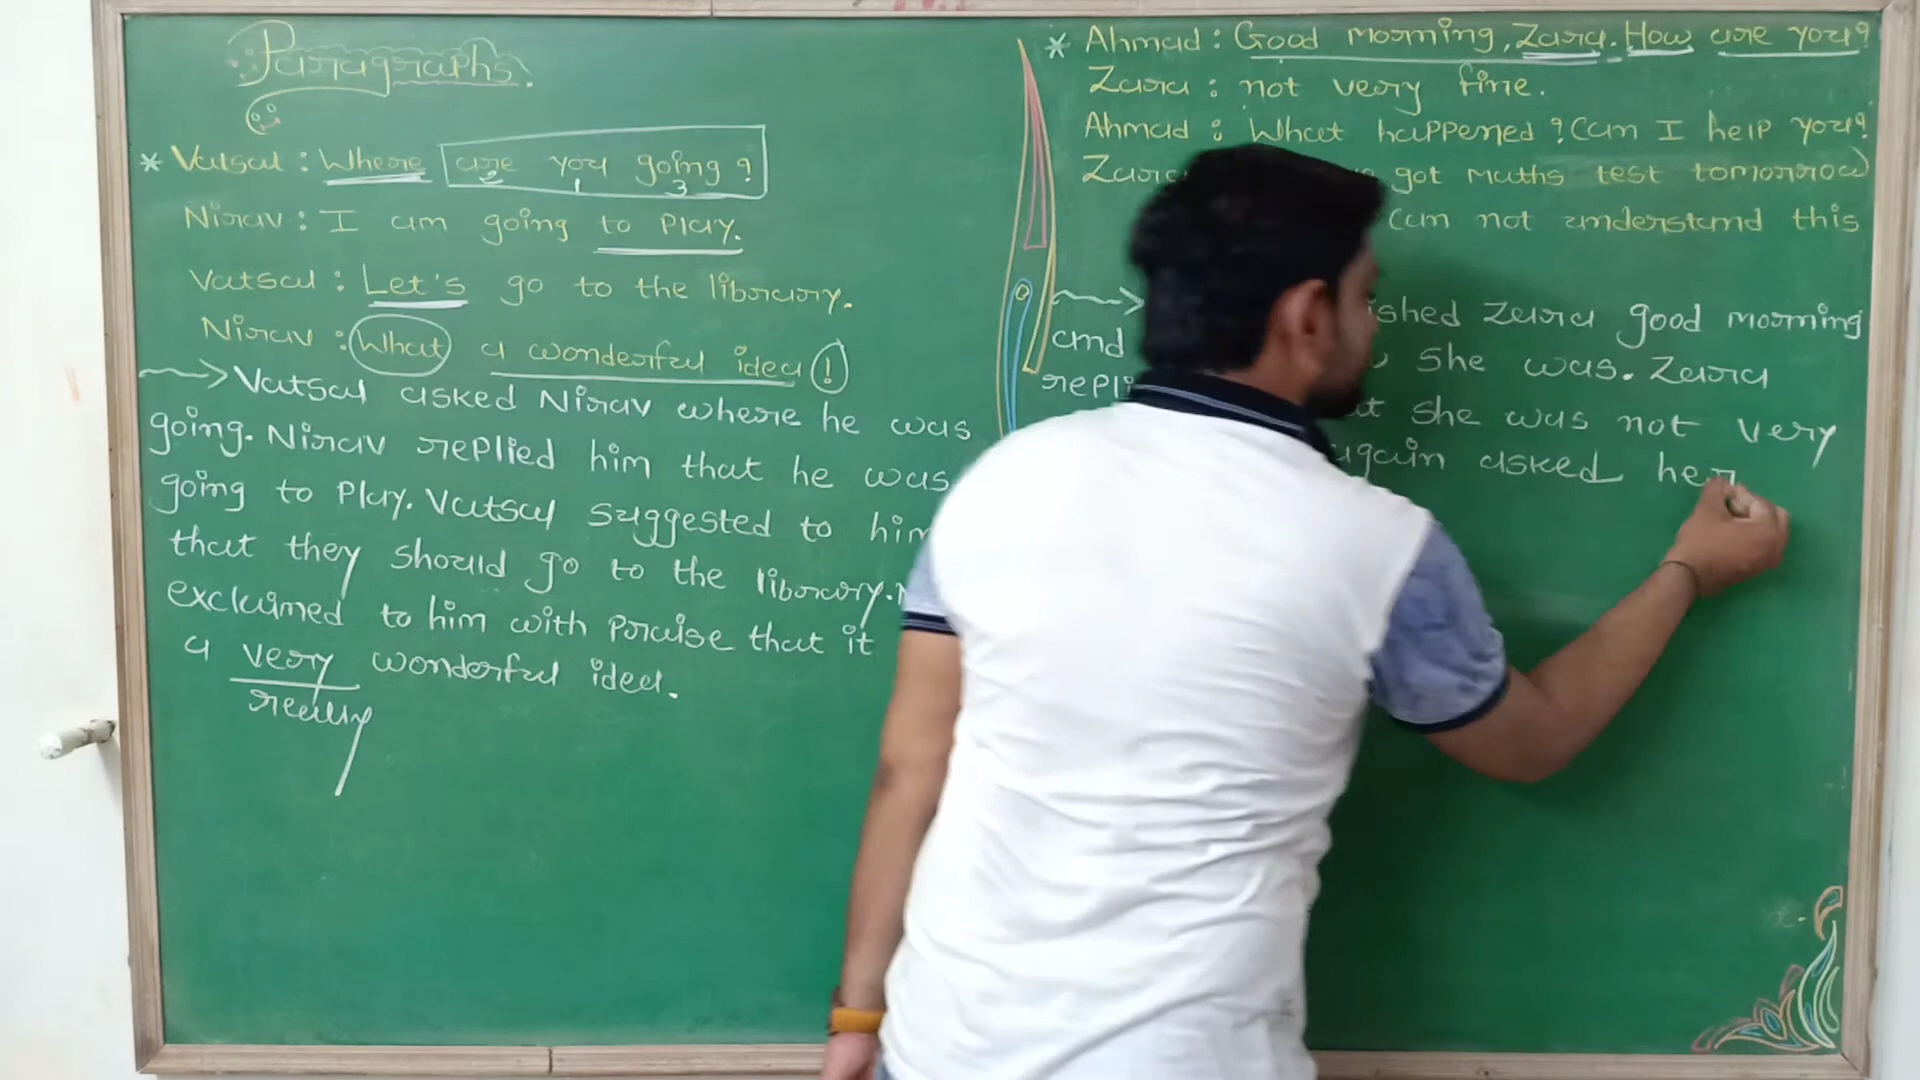 Paragraphs.
* Vatsal : Where are you going ?
2 1 3
Nirav : I am going to play.
Vatsal : Let's go to the library.
Nirav : What a wonderful idea !
Vatsal asked Nirav where he was
going. Nirav replied him that he was
going to play. Vatsal suggested to him
that they should go to the library.
exclaimed to him with praise that it
a very wonderful idea.
really
* Ahmad : Good morning, Zara. How are you?
Zara : not very fine.
Ahmad : What happened ? Can I help you?
Zara got maths test tomorrow
can not understand this
Zara good morning
and she was. Zara
she was not very
again asked her